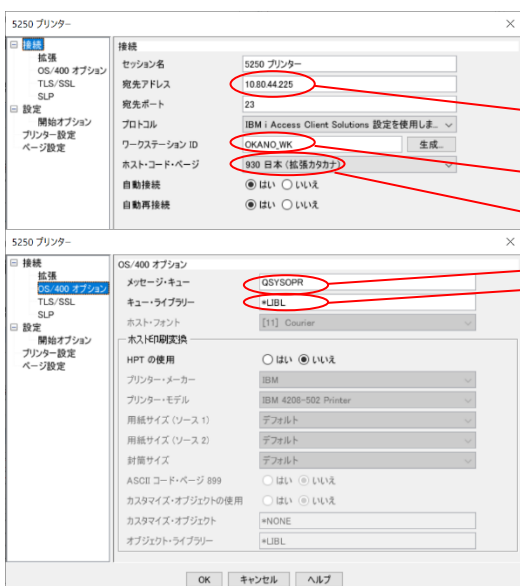 5250 プリンター
接続
拡張
OS/400 オプション
TLS/SSL
SLP
設定
開始オプション
プリンター設定
ページ設定
接続
セッション名 5250 プリンター
宛先アドレス 10.80.44.225
宛先ポート 23
プロトコル IBM i Access Client Solutions 設定を使用しま...
ワークステーション ID OKANO_WK 生成...
ホスト・コード・ページ 930 日本 (拡張カタカナ)
自動接続 はい いいえ
自動再接続 はい いいえ
5250 プリンター
接続
拡張
OS/400 オプション
TLS/SSL
SLP
設定
開始オプション
プリンター設定
ページ設定
OS/400 オプション
メッセージ・キュー QSYSOPR
キュー・ライブラリー *LIBL
ホスト・フォント [11] Courier
ホスト印刷変換
HPT の使用 はい いいえ
プリンター・メーカー IBM
プリンター・モデル IBM 4208-502 Printer
用紙サイズ (ソース 1) デフォルト
用紙サイズ (ソース 2) デフォルト
封筒サイズ デフォルト
ASCII コード・ページ 899 はい いいえ
カスタマイズ・オブジェクトの使用 はい いいえ
カスタマイズ・オブジェクト *NONE
オブジェクト・ライブラリー *LIBL
OK キャンセル ヘルプ